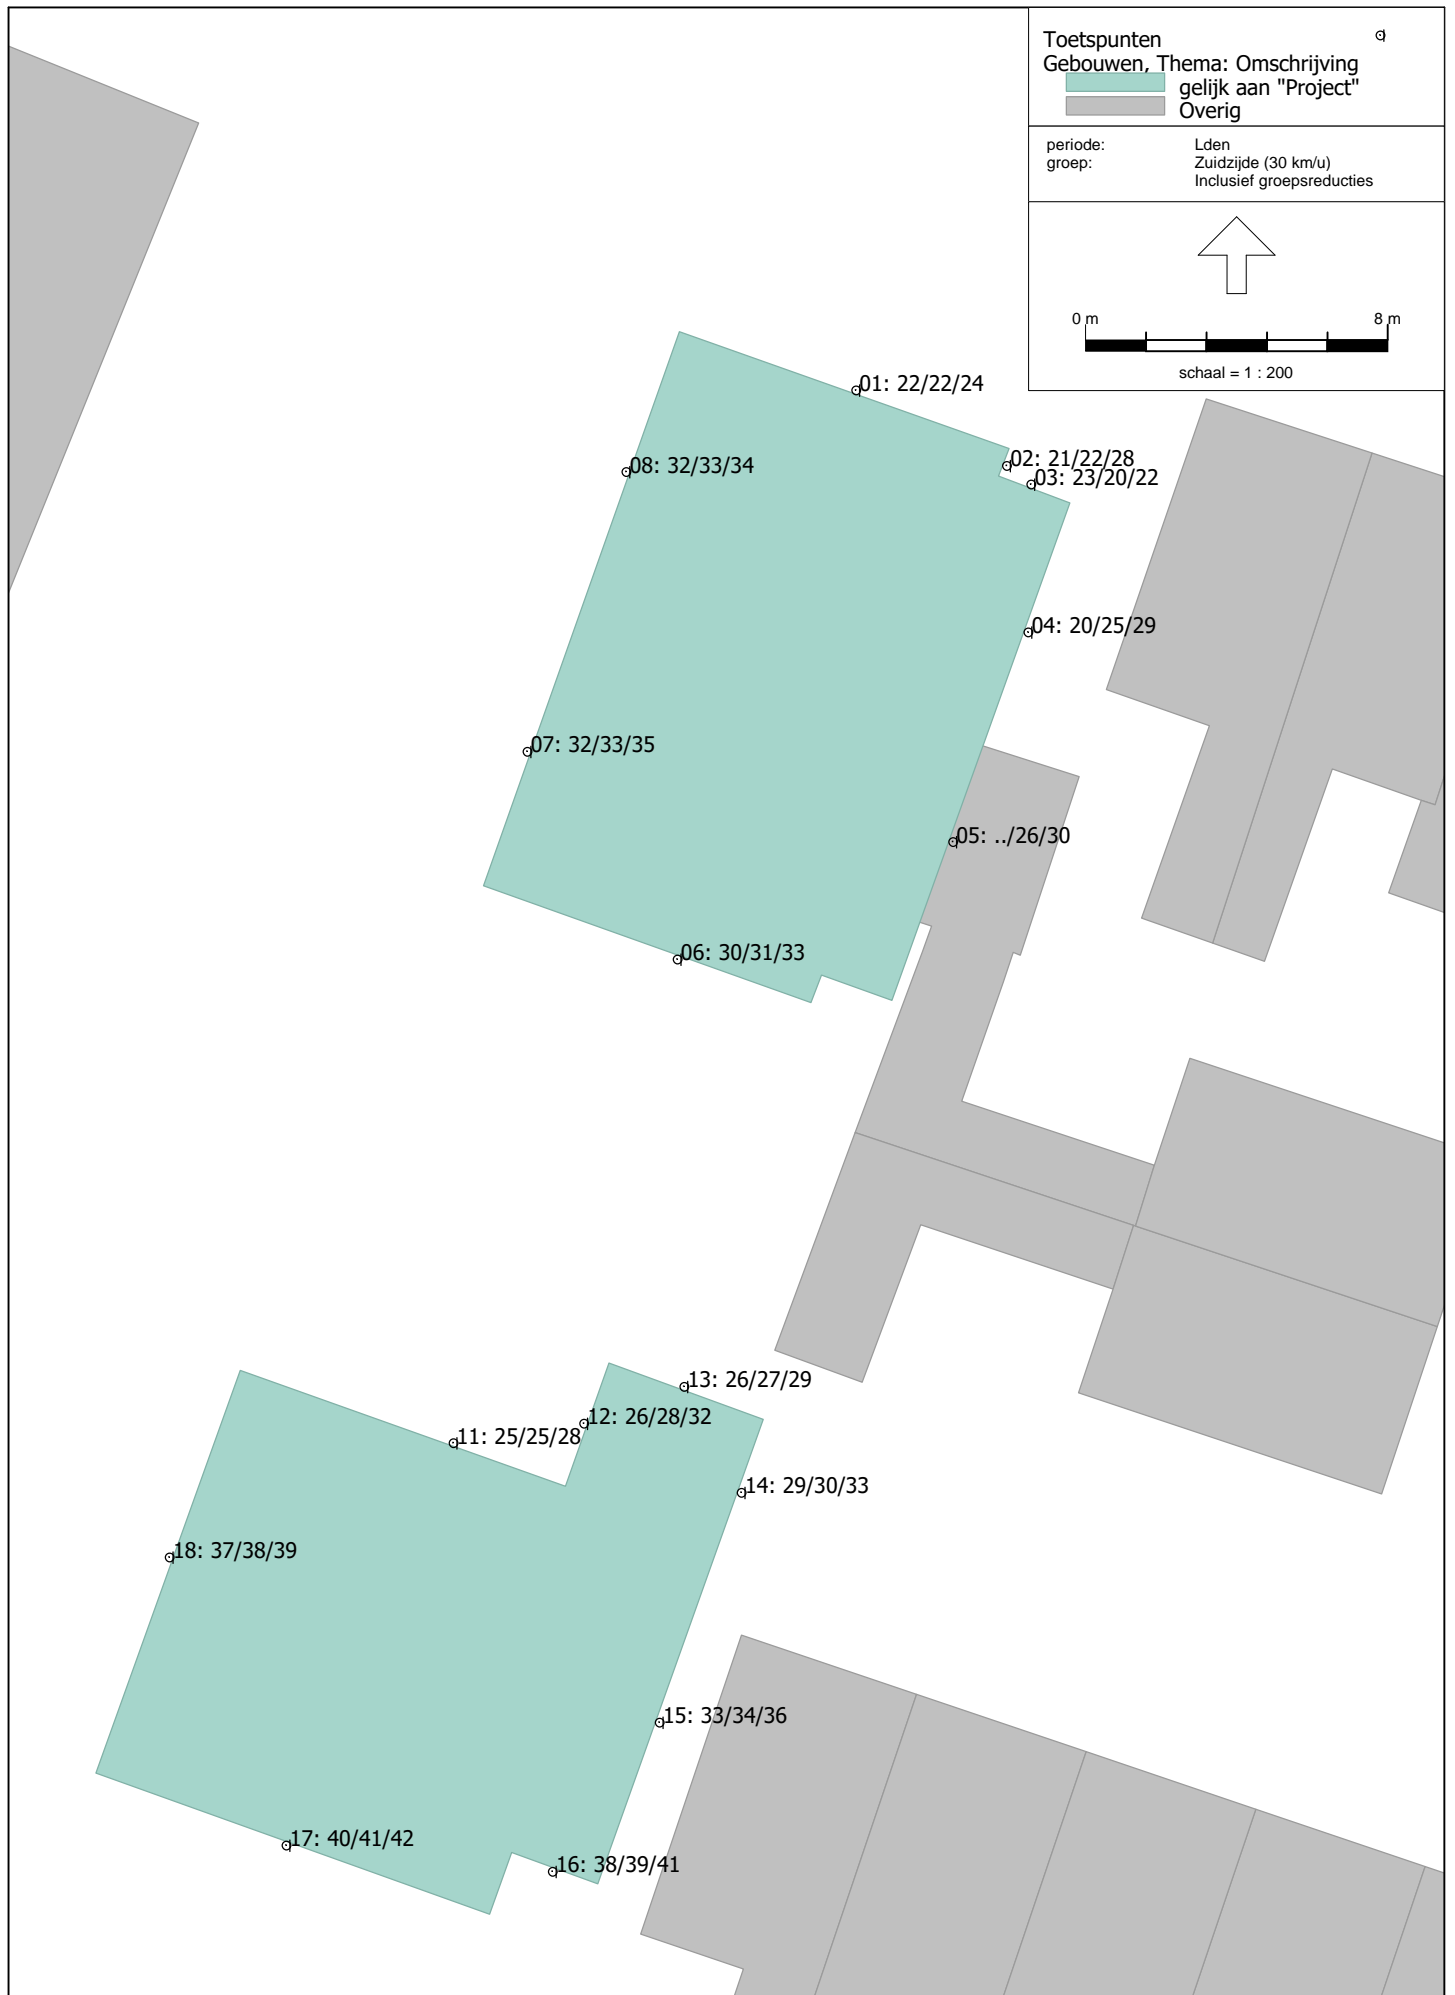 Toetspunten
Gebouwen, Thema: Omschrijving
gelijk aan "Project"
Overig
periode: Lden
groep: Zuidzijde (30 km/u)
Inclusief groepsreducties
0 m 8 m
schaal = 1 : 200
01: 22/22/24
02: 21/22/28
08: 32/33/34
03: 23/20/22
04: 20/25/29
07: 32/33/35
05: ../26/30
06: 30/31/33
13: 26/27/29
12: 26/28/32
11: 25/25/28
14: 29/30/33
18: 37/38/39
15: 33/34/36
17: 40/41/42
16: 38/39/41